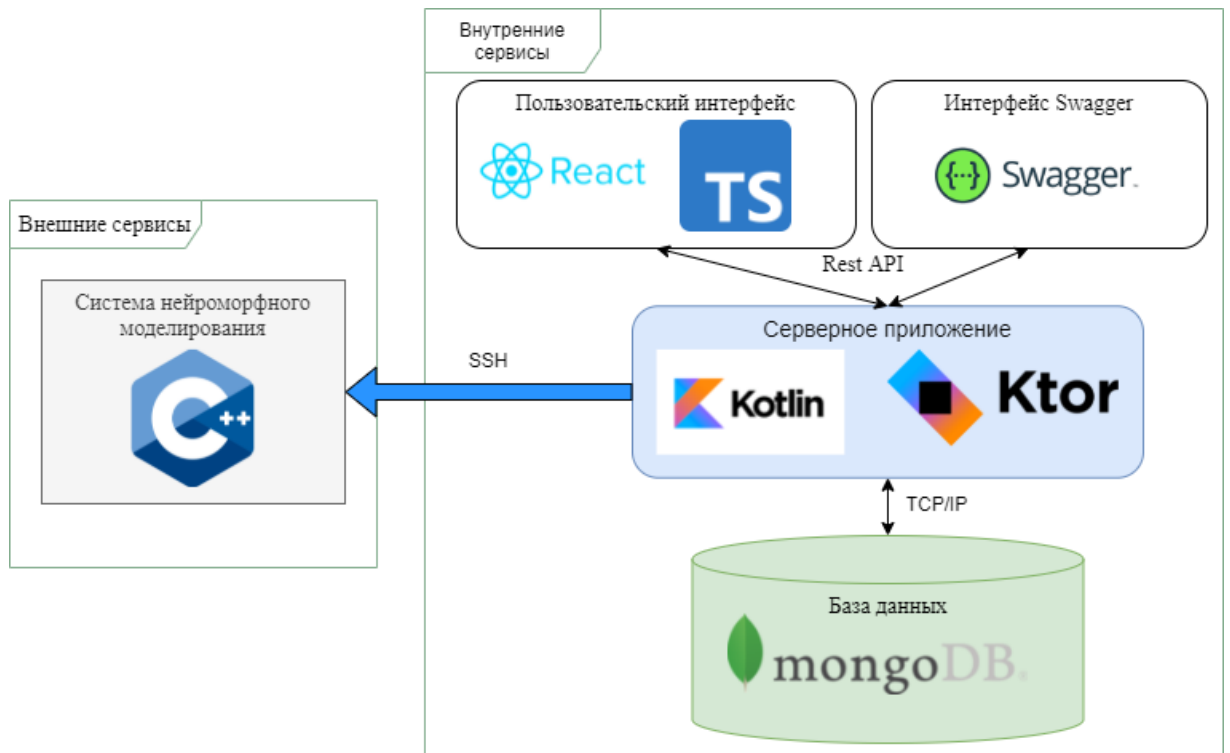 Внутренние
сервисы
Пользовательский интерфейс
React
TS
Интерфейс Swagger
{···} Swagger.
Rest API
Внешние сервисы
Система нейроморфного
моделирования
C++
SSH
Серверное приложение
Kotlin
Ktor
TCP/IP
База данных
mongoDB.